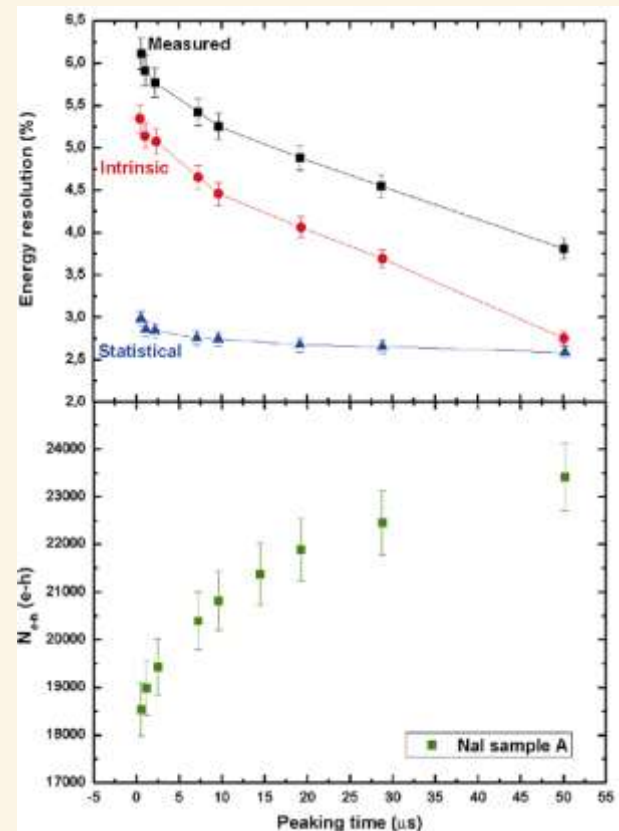 6,5
Measured
6,0
5,5
5,0
Intrinsic
4,5
4,0
3,5
3,0
Statistical
2,5
2,0
Energy resolution (%)
24000
23000
22000
21000
20000
19000
18000
17000
N e-h (e-h)
NaI sample A
-5 0 5 10 15 20 25 30 35 40 45 50 55
Peaking time (μs)